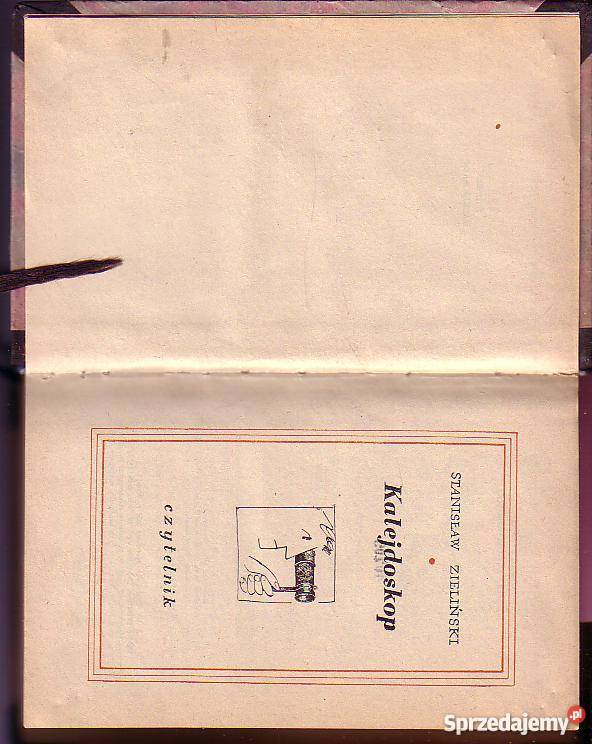 STANISŁAW ZIELIŃSKI
Kalejdoskop
czytelnik
Sprzedajemy.pl